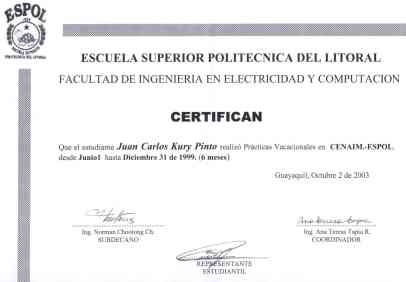 ESPOL
ESCUELA SUPERIOR POLITECNICA DEL LITORAL
FACULTAD DE INGENIERIA EN ELECTRICIDAD Y COMPUTACION
CERTIFICAN
Que el estudiante Juan Carlos Kury Pinto realizó Prácticas Vacacionales en CENAIM.-ESPOL,
desde Junio1 hasta Diciembre 31 de 1999. (6 meses)
Guayaquil, Octubre 2 de 2003
Ing. Norman Chootong Ch.
SUBDECANO
Ing. Ana Teresa Tapia R.
COORDINADOR
REPRESENTANTE
ESTUDIANTIL